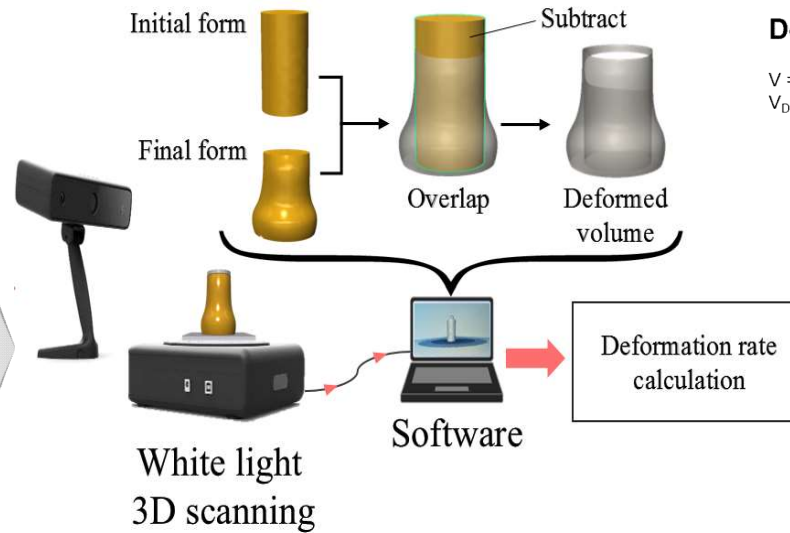 Initial form
Subtract
Final form
Overlap
Deformed
volume
V =
Deformation rate
calculation
Software
White light
3D scanning